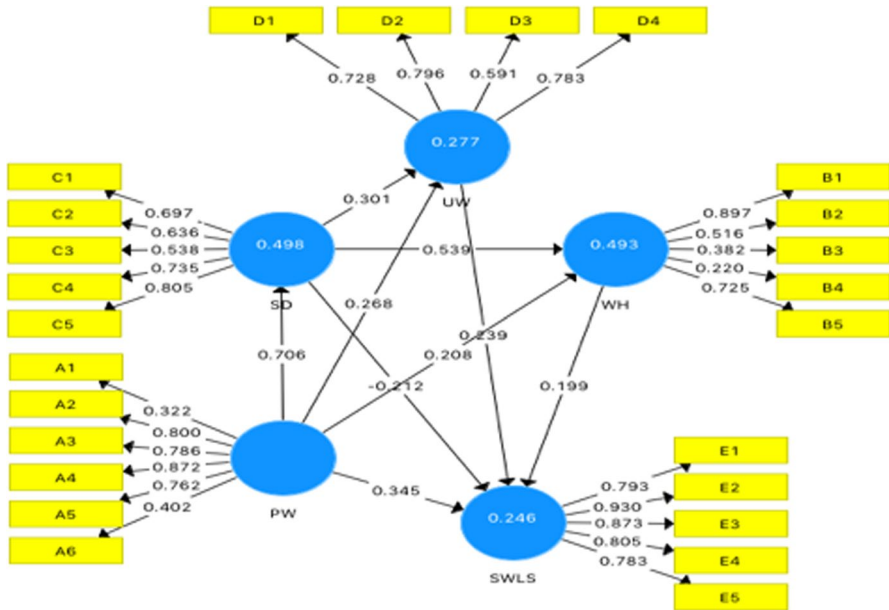 D1 D2 D3 D4
0.728 0.796 0.591 0.783
0.277
UW
C1
C2
C3
C4
C5
0.697
0.636
0.538
0.735
0.805
0.498
SD
0.301
0.539
0.268
0.706
-0.212
0.208
0.239
0.493
WH
0.897
0.516
0.382
0.220
0.725
B1
B2
B3
B4
B5
0.199
A1
A2
A3
A4
A5
A6
0.322
0.800
0.786
0.872
0.762
0.402
PW
0.345
0.246
SWLS
0.793
0.930
0.873
0.805
0.783
E1
E2
E3
E4
E5